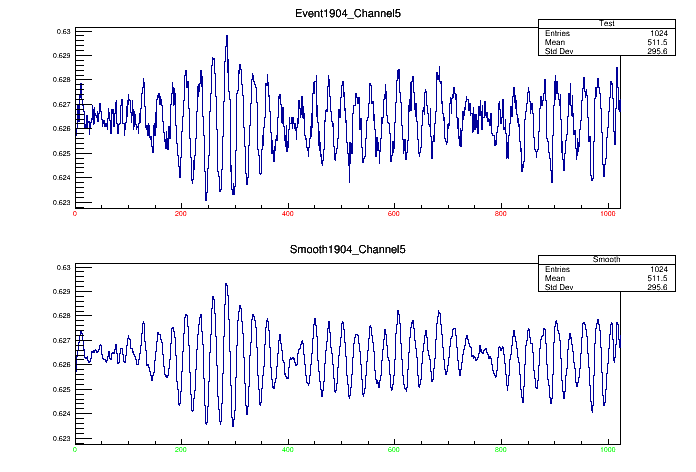 Event1904_Channel5
Test
Entries 1024
Mean 511.5
Std Dev 295.6
0.63
0.629
0.628
0.627
0.626
0.625
0.624
0.623
0 200 400 600 800 1000
Smooth1904_Channel5
Smooth
Entries 1024
Mean 511.5
Std Dev 295.6
0.63
0.629
0.628
0.627
0.626
0.625
0.624
0.623
0 200 400 600 800 1000